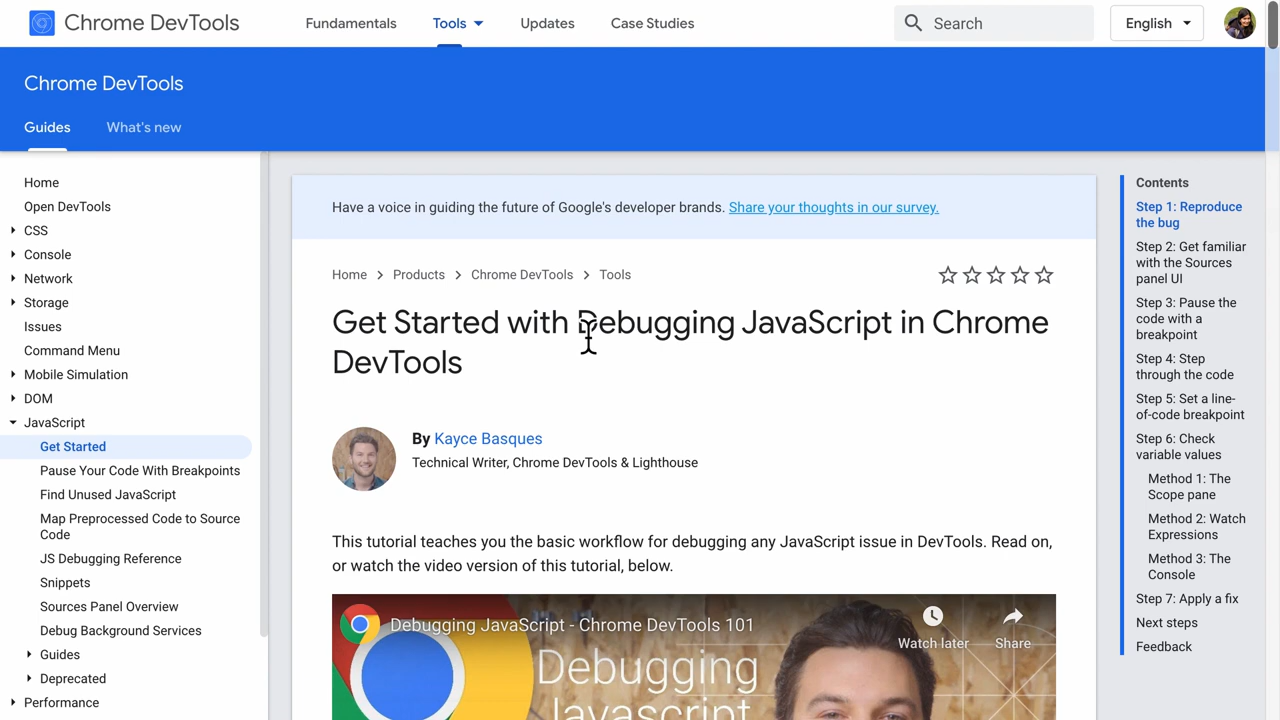 Chrome DevTools
Fundamentals
Tools
Updates
Case Studies
Search
English
Chrome DevTools
Guides
What's new
Home
Open DevTools
CSS
Console
Network
Storage
Issues
Command Menu
Mobile Simulation
DOM
JavaScript
Get Started
Pause Your Code With Breakpoints
Find Unused JavaScript
Map Preprocessed Code to Source
Code
JS Debugging Reference
Snippets
Sources Panel Overview
Debug Background Services
Guides
Deprecated
Performance
Have a voice in guiding the future of Google's developer brands. Share your thoughts in our survey.
Home
Products
Chrome DevTools
Tools
Get Started with Debugging JavaScript in Chrome
DevTools
By Kayce Basques
Technical Writer, Chrome DevTools & Lighthouse
This tutorial teaches you the basic workflow for debugging any JavaScript issue in DevTools. Read on,
or watch the video version of this tutorial, below.
Debugging JavaScript - Chrome DevTools 101
Watch later
Share
Debugging
Javascript
Contents
Step 1: Reproduce
the bug
Step 2: Get familiar
with the Sources
panel UI
Step 3: Pause the
code with a
breakpoint
Step 4: Step
through the code
Step 5: Set a line-
of-code breakpoint
Step 6: Check
variable values
Method 1: The
Scope pane
Method 2: Watch
Expressions
Method 3: The
Console
Step 7: Apply a fix
Next steps
Feedback